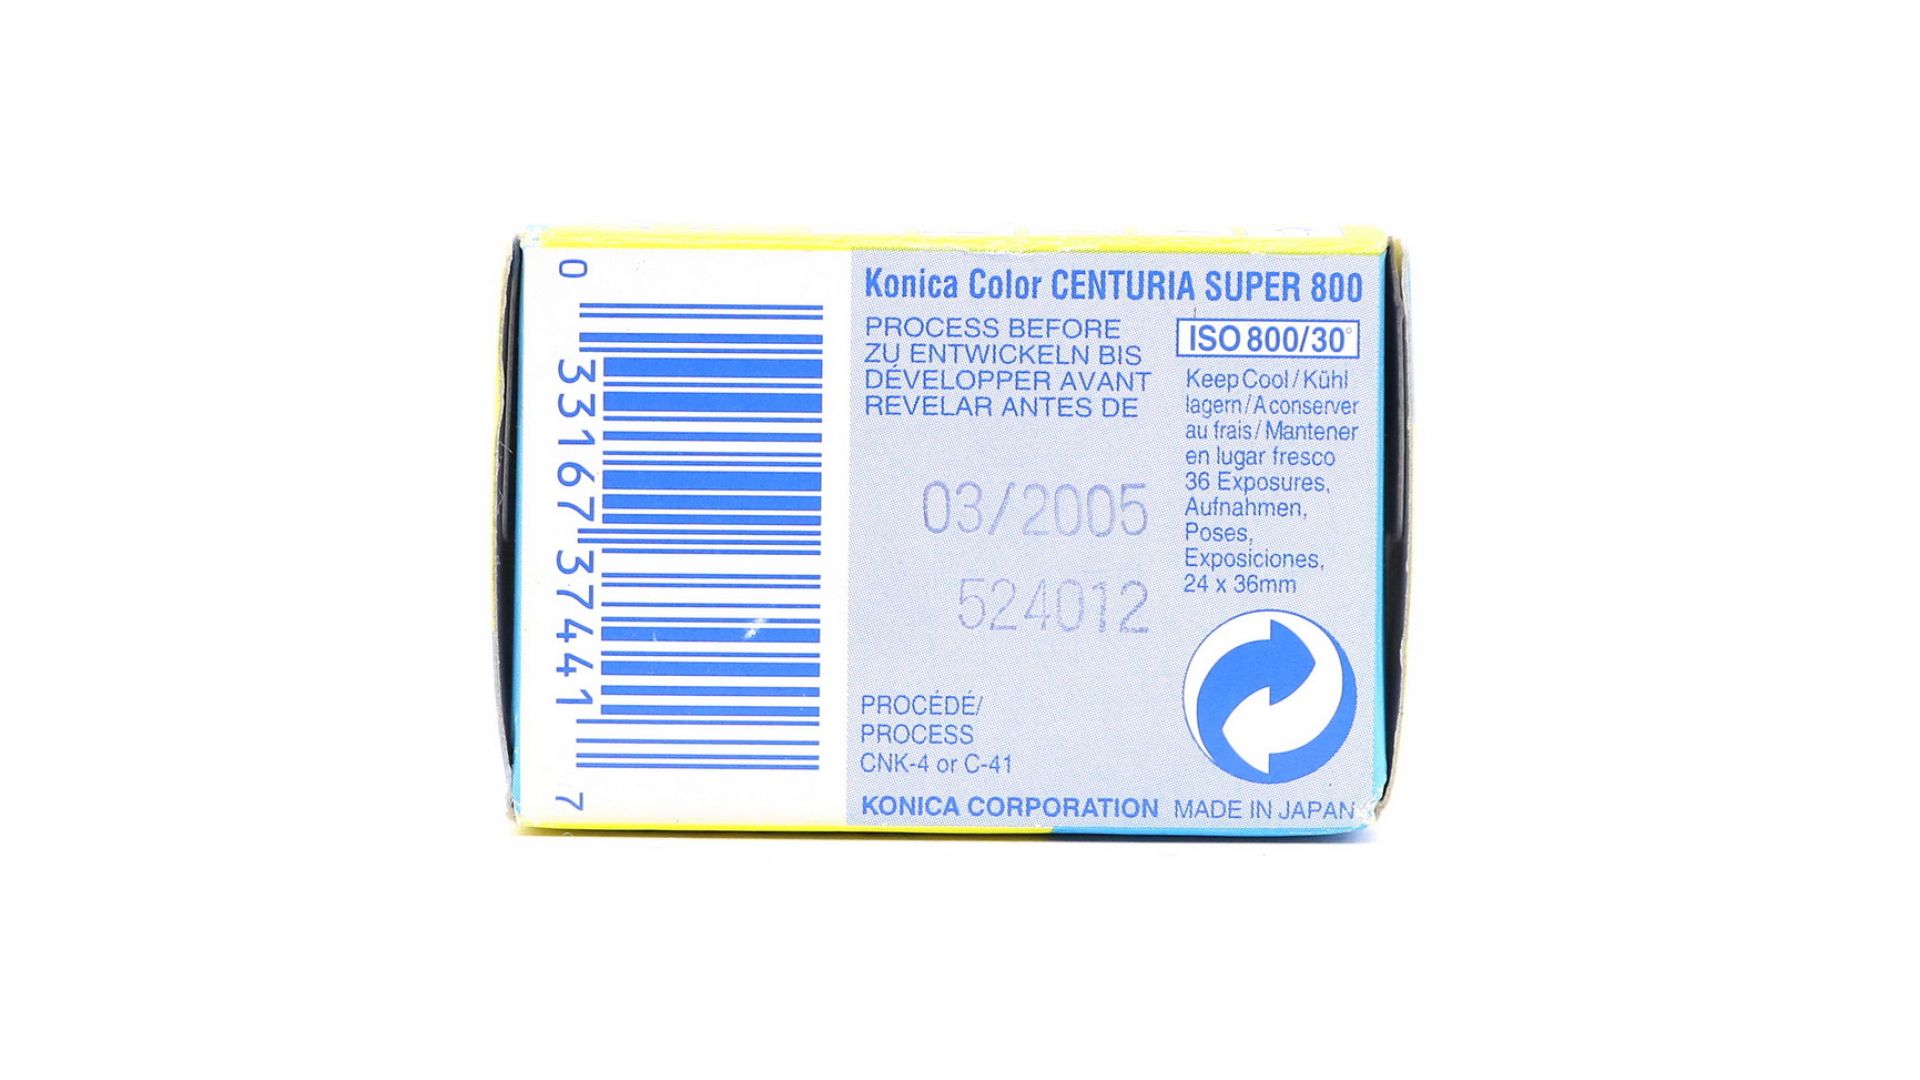 0 33167 37441 7
Konica Color CENTURIA SUPER 800
PROCESS BEFORE
ZU ENTWICKELN BIS
DÉVELOPPER AVANT
REVELAR ANTES DE
03/2005
524012
PROCÉDÉ/
PROCESS
CNK-4 or C-41
ISO 800/30°
Keep Cool/Kühl
lagern/A conserver
au frais/Mantener
en lugar fresco
36 Exposures,
Aufnahmen,
Poses,
Exposiciones,
24 x 36mm
KONICA CORPORATION MADE IN JAPAN